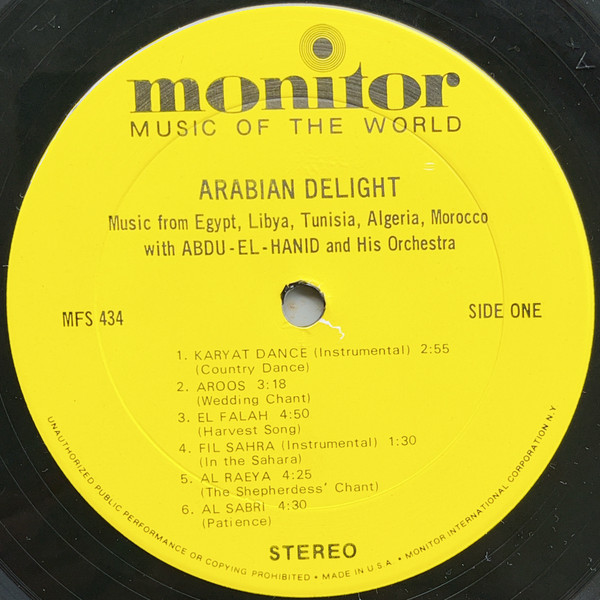 monitor
MUSIC OF THE WORLD
ARABIAN DELIGHT
Music from Egypt, Libya, Tunisia, Algeria, Morocco
with ABDU-EL-HANID and His Orchestra
MFS 434
SIDE ONE
1. KARYAT DANCE (Instrumental) 2:55
(Country Dance)
2. AROOS 3:18
(Wedding Chant)
3. EL FALAH 4:50
(Harvest Song)
4. FIL SAHRA (Instrumental) 1:30
(In the Sahara)
5. AL RAEYA 4:25
(The Shepherdess' Chant)
6. AL SABRI 4:30
(Patience)
STEREO
UNAUTHORIZED PUBLIC PERFORMANCE OR COPYING PROHIBITED • MADE IN U.S.A. • MONITOR INTERNATIONAL CORPORATION N.Y.